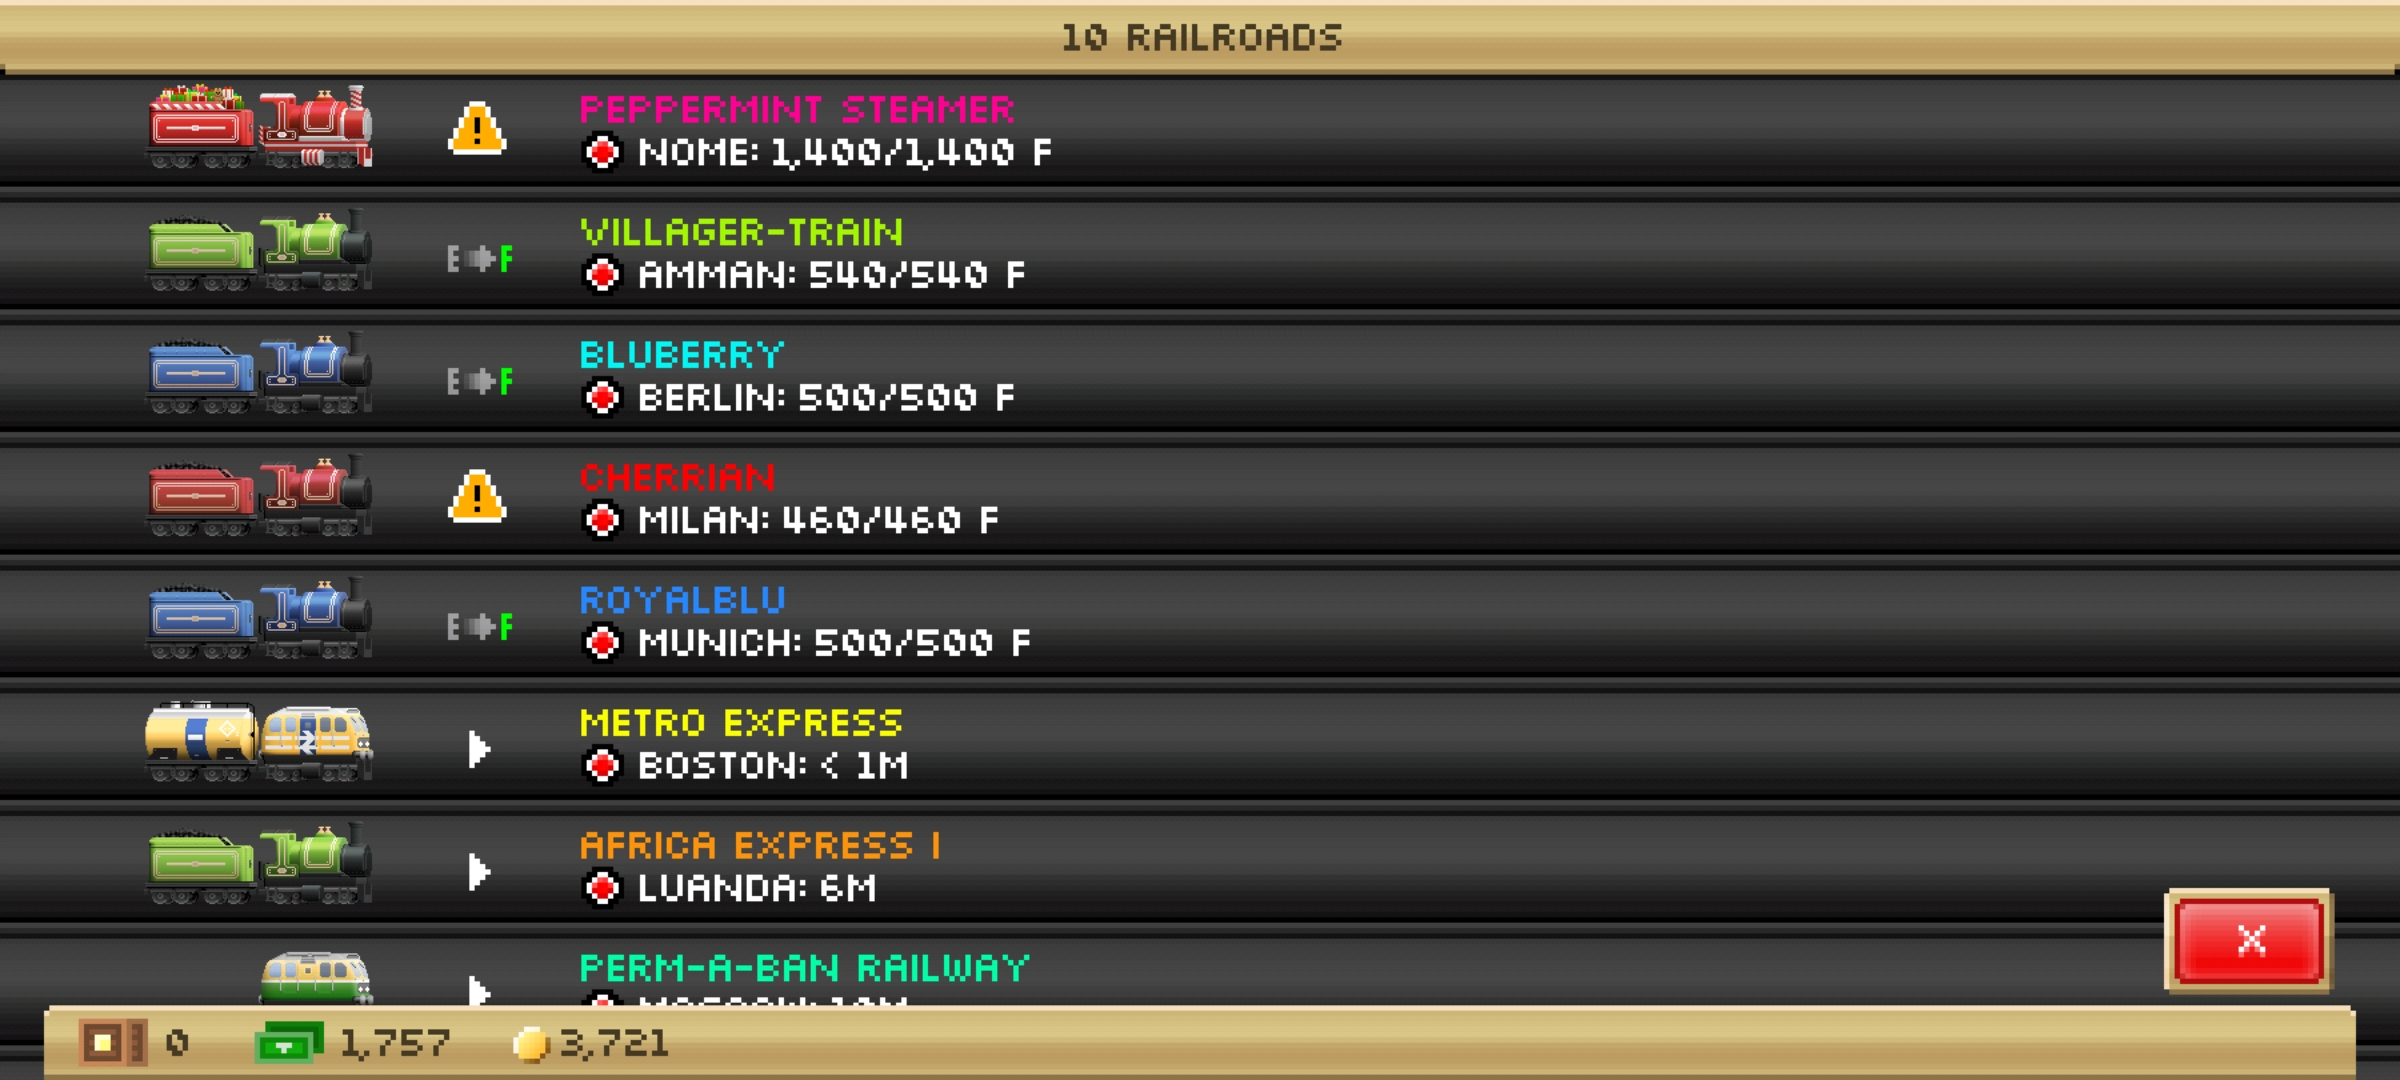 10 RAILROADS
PEPPERMINT STEAMER
NOME: 1,400/1,400 F
VILLAGER-TRAIN
E F
AMMAN: 540/540 F
BLUBERRY
E F
BERLIN: 500/500 F
CHERRIAN
MILAN: 460/460 F
ROYALBLU
E F
MUNICH: 500/500 F
METRO EXPRESS
BOSTON: < 1M
AFRICA EXPRESS I
LUANDA: 6M
PERM-A-BAN RAILWAY
X
0 1,757 3,721